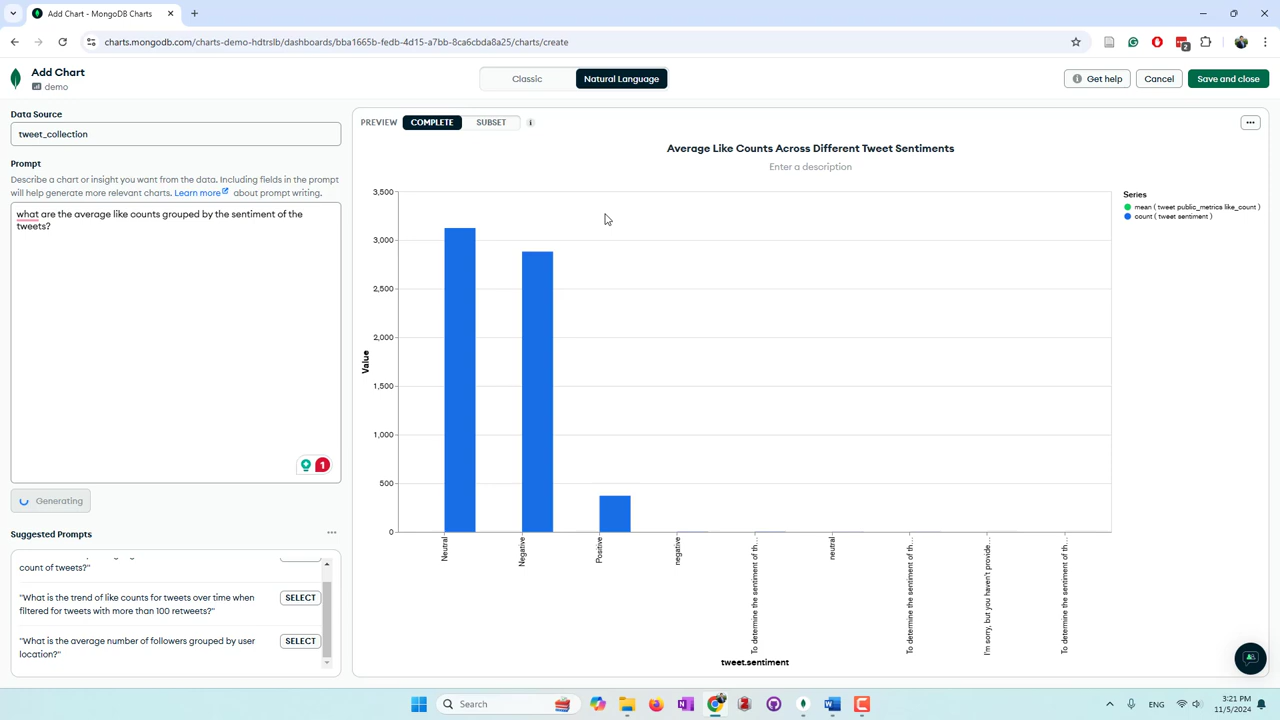 Add Chart - MongoDB Charts
charts.mongodb.com/charts-demo-hdtrslb/dashboards/bba1665b-fedb-4d15-a7bb-8ca6cbda8a25/charts/create
2
Add Chart
demo
Classic
Natural Language
Get help
Cancel
Save and close
Data Source
tweet_collection
Prompt
Describe a chart or insight you want from the data. Including fields in the prompt
will help generate more relevant charts. Learn more about prompt writing.
what are the average like counts grouped by the sentiment of the
tweets?
1
Generating
Suggested Prompts
count of tweets?"
"What is the trend of like counts for tweets over time when
filtered for tweets with more than 100 retweets?"
SELECT
"What is the average number of followers grouped by user
location?"
SELECT
PREVIEW
COMPLETE
SUBSET
Average Like Counts Across Different Tweet Sentiments
Enter a description
3,500
3,000
2,500
2,000
1,500
1,000
500
0
Value
Neutral
Negative
Positive
negative
To determine the sentiment of th...
neutral
To determine the sentiment of th...
I'm sorry, but you haven't provide...
To determine the sentiment of th...
tweet.sentiment
Series
mean ( tweet public_metrics like_count )
count ( tweet sentiment )
Search
ENG
3:21 PM
11/5/2024